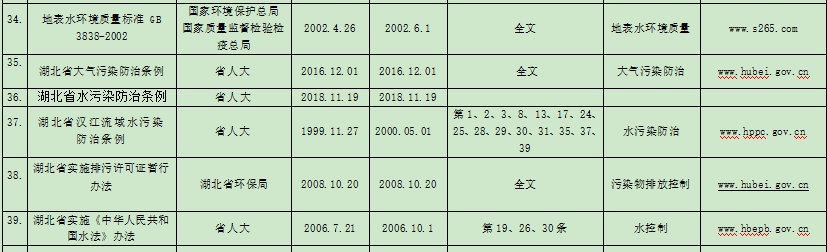 34.
地表水环境质量标准 GB
3838-2002
国家环境保护总局
国家质量监督检验检
疫总局
2002.4.26
2002.6.1
全文
地表水环境质量
www.s265.com
35.
湖北省大气污染防治条例
省人大
2016.12.01
2016.12.01
全文
大气污染防治
www.hubei.gov.cn
36.
湖北省水污染防治条例
省人大
2018.11.19
2018.11.19
37.
湖北省汉江流域水污染
防治条例
省人大
1999.11.27
2000.05.01
第 1、2、3、8、13、17、24、
25、28、29、30、31、35、37、
39
水污染防治
www.hppc.gov.cn
38.
湖北省实施排污许可证暂行
办法
湖北省环保局
2008.10.20
2008.10.20
全文
污染物排放控制
www.hubei.gov.cn
39.
湖北省实施《中华人民共和
国水法》办法
省人大
2006.7.21
2006.10.1
第 19、26、30 条
水控制
www.hbepb.gov.cn